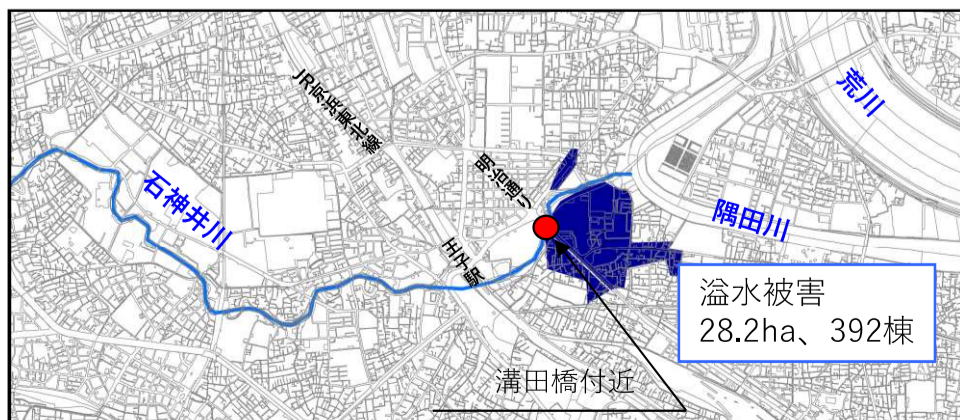 JR京浜東北線
荒川
明治通り
石神井川
隅田川
王子駅
溢水被害
28.2ha、392棟
溝田橋付近